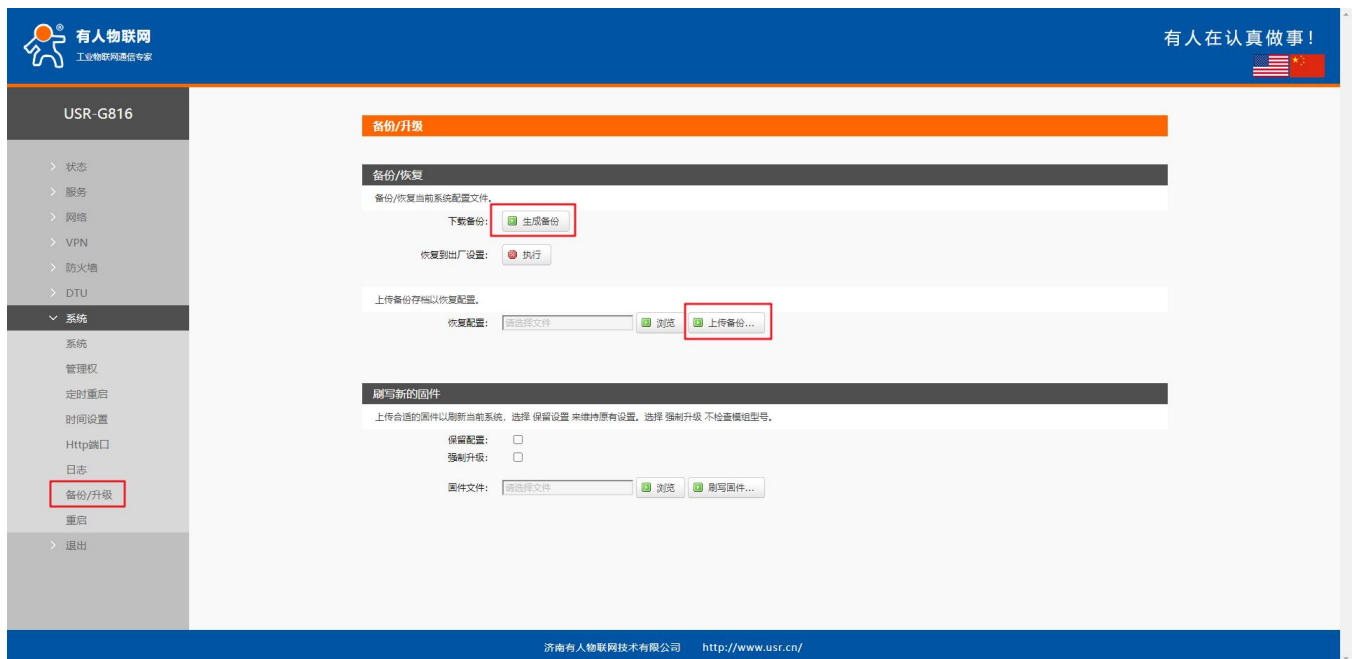 有人物联网
工业物联网通信专家
有人在认真做事!
USR-G816
状态
服务
网络
VPN
防火墙
DTU
系统
系统
管理权
定时重启
时间设置
Http端口
日志
备份/升级
重启
退出
备份/升级
备份/恢复
备份/恢复当前系统配置文件。
下载备份: 生成备份
恢复到出厂设置: 执行
上传备份存档以恢复配置。
恢复配置: 请选择文件 浏览 上传备份...
刷写新的固件
上传合适的固件以刷新当前系统, 选择 保留设置 来维持原有设置。选择 强制升级 不检查模组型号。
保留配置:
强制升级:
固件文件: 请选择文件 浏览 刷写固件...
济南有人物联网技术有限公司 http://www.usr.cn/